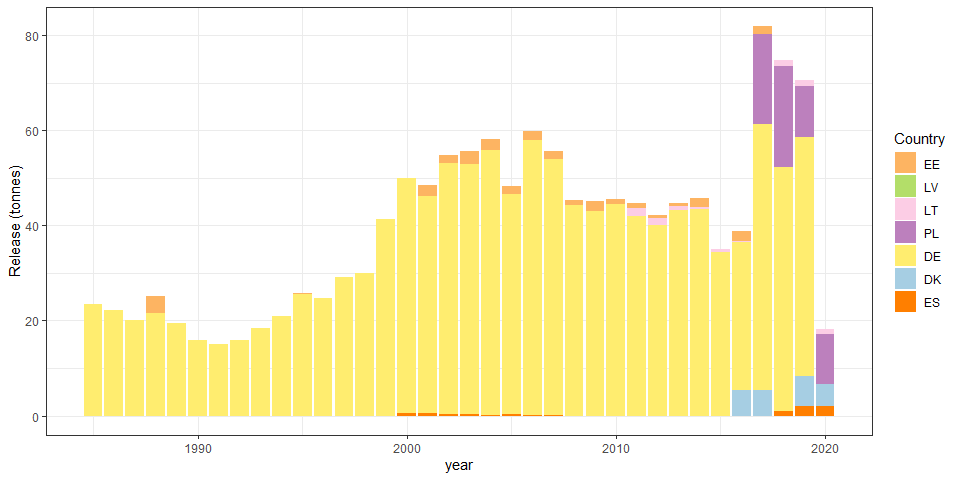 Release (tonnes)
80
60
40
20
0
1990
2000
2010
2020
year
Country
EE
LV
LT
PL
DE
DK
ES